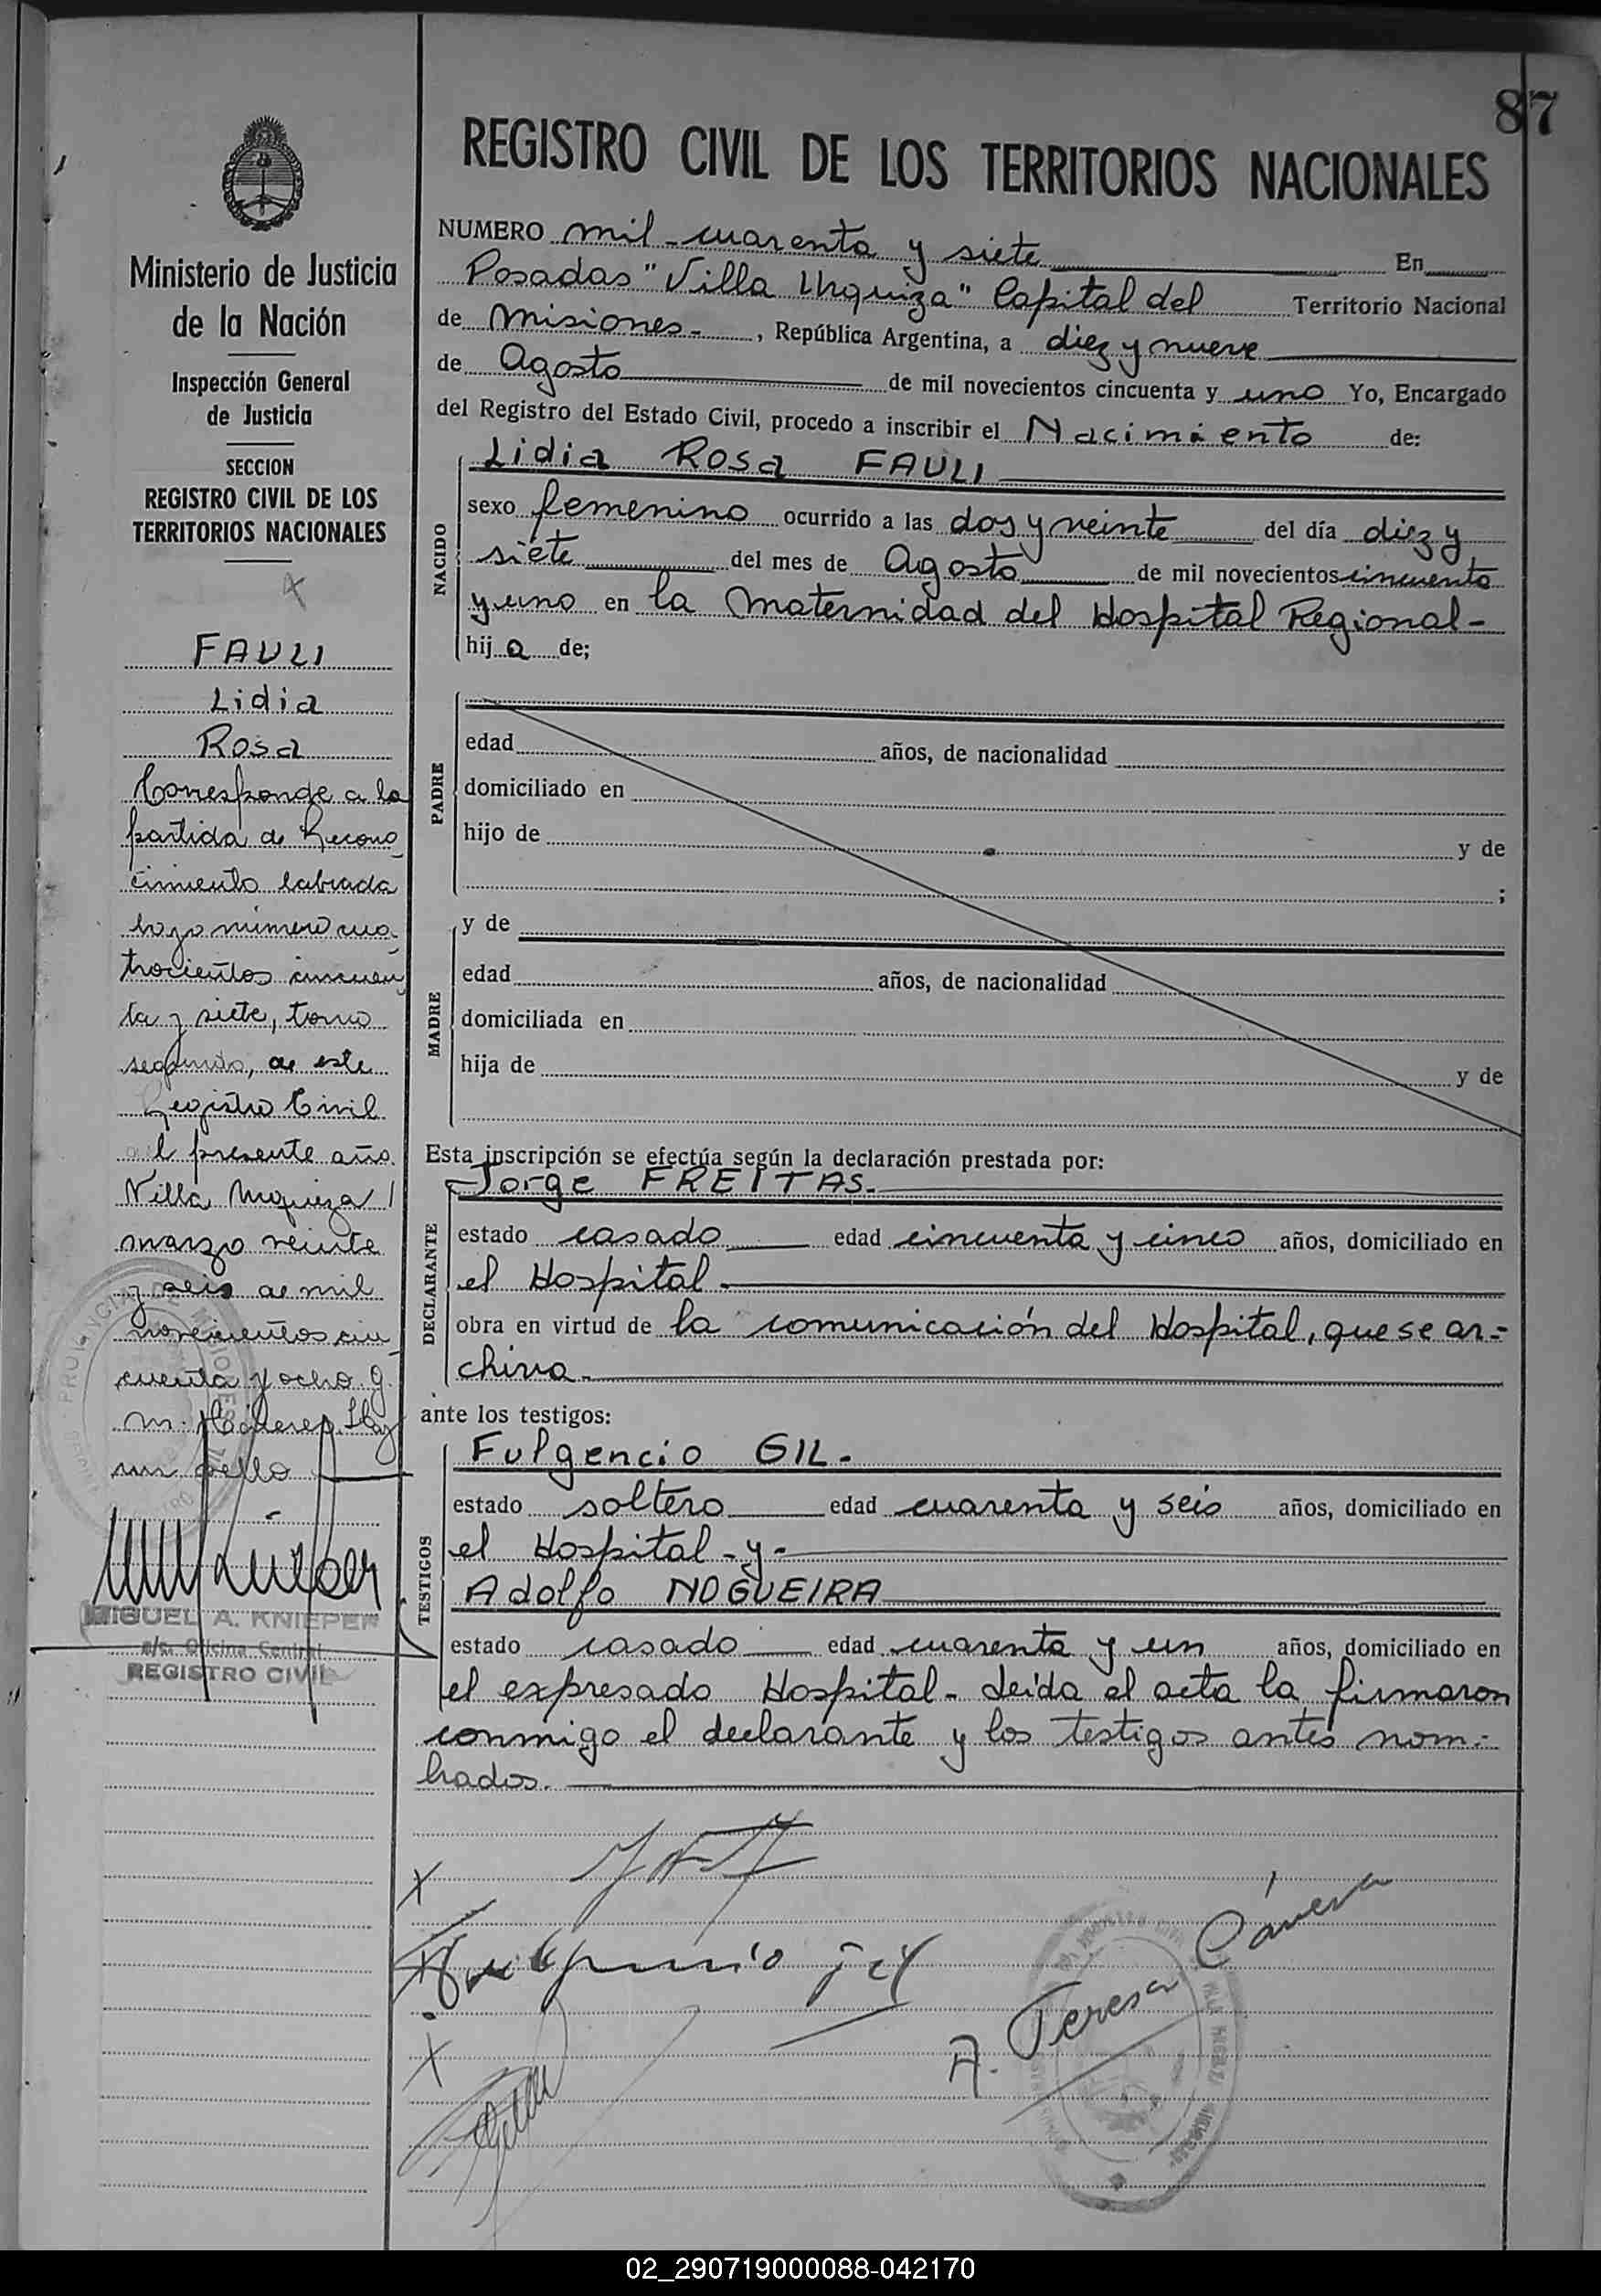 87
REGISTRO CIVIL DE LOS TERRITORIOS NACIONALES
Ministerio de Justicia
de la Nación
Inspección General
de Justicia
SECCION
REGISTRO CIVIL DE LOS
TERRITORIOS NACIONALES
FAULI
Lidia
Rosa
Corresponde a la
partida de Recono
cimiento labrada
bajo número cua
trocientos cincuen
ta y siete, tomo
segundo, de este
Registro Civil
del presente año.
Villa Urquiza
marzo veinte
y seis de mil
novecientos cin
cuenta y ocho.
un sello
MIGUEL A. KNIEPER
Oficina Central
REGISTRO CIVIL
NUMERO mil cuarenta y siete En
Posadas "Villa Urquiza" Capital del Territorio Nacional
de Misiones, República Argentina, a diez y nueve
de Agosto de mil novecientos cincuenta y uno Yo, Encargado
del Registro del Estado Civil, procedo a inscribir el Nacimiento de:
NACIDO
Lidia Rosa FAULI
sexo femenino ocurrido a las dos y veinte del día diez y
siete del mes de Agosto de mil novecientos cincuenta
y uno en la Maternidad del Hospital Regional-
hij a de;
PADRE
edad años, de nacionalidad
domiciliado en
hijo de y de
;
MADRE
y de
edad años, de nacionalidad
domiciliada en
hija de y de
Esta inscripción se efectúa según la declaración prestada por:
DECLARANTE
Jorge FREITAS.
estado casado edad cincuenta y cinco años, domiciliado en
el Hospital
obra en virtud de la comunicación del Hospital, que se ar-
chiva.
ante los testigos:
TESTIGOS
Fulgencio GIL.
estado soltero edad cuarenta y seis años, domiciliado en
el Hospital - y -
Adolfo NOGUEIRA
estado casado edad cuarenta y un años, domiciliado en
el expresado Hospital- Leída el acta la firmaron
conmigo el declarante y los testigos antes nom-
brados.
Fulgencio Gil
A. Teresa Cáneva
02_290719000088-042170